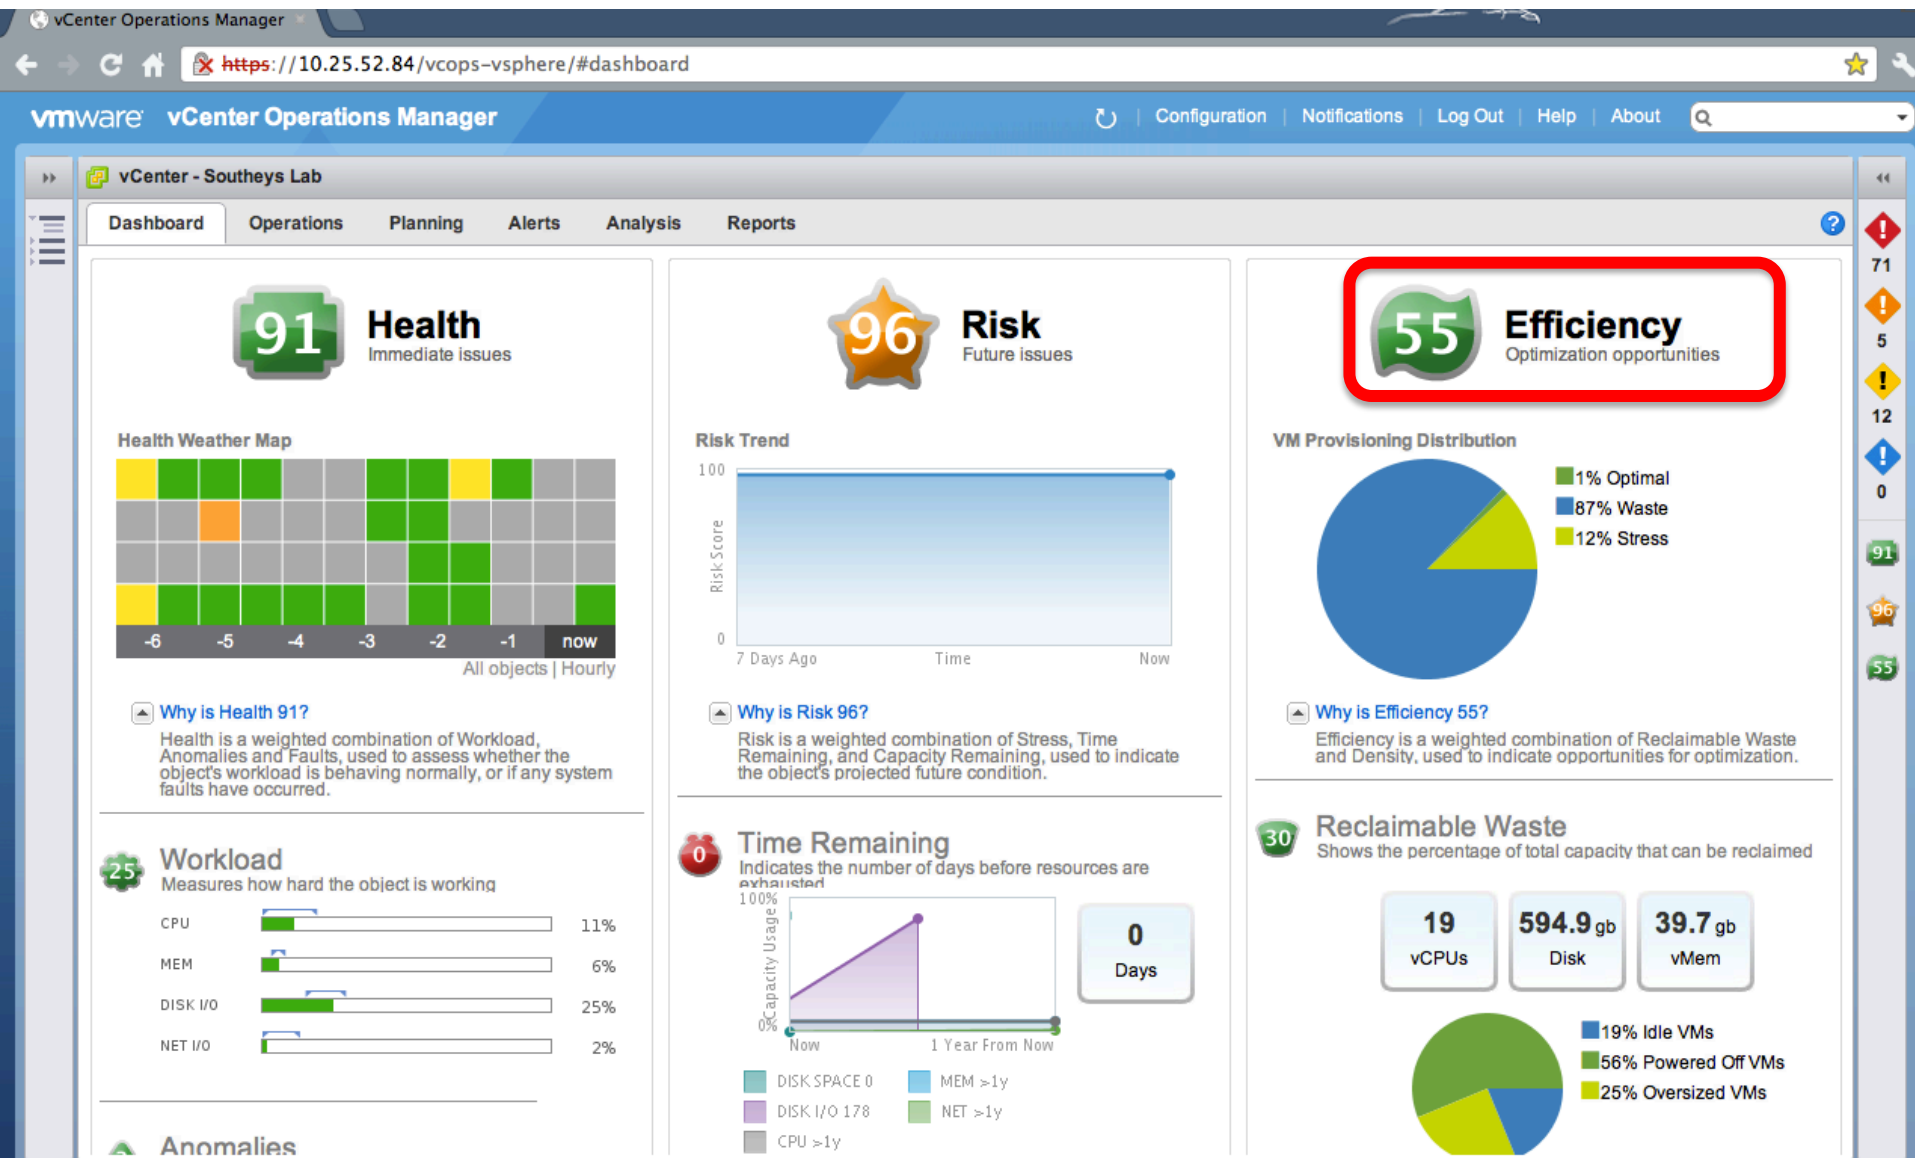 vCenter Operations Manager
https://10.25.52.84/vcops-vsphere/#dashboard
vmware vCenter Operations Manager
Configuration | Notifications | Log Out | Help | About
vCenter - Southeys Lab
Dashboard Operations Planning Alerts Analysis Reports
?
91 Health
Immediate issues
Health Weather Map
-6 -5 -4 -3 -2 -1 now
All objects | Hourly
Why is Health 91?
Health is a weighted combination of Workload,
Anomalies and Faults, used to assess whether the
object's workload is behaving normally, or if any system
faults have occurred.
25 Workload
Measures how hard the object is working
CPU 11%
MEM 6%
DISK I/O 25%
NET I/O 2%
Anomalies
96 Risk
Future issues
Risk Trend
100
Risk Score
0
7 Days Ago Time Now
Why is Risk 96?
Risk is a weighted combination of Stress, Time
Remaining, and Capacity Remaining, used to indicate
the object's projected future condition.
0 Time Remaining
Indicates the number of days before resources are
exhausted
100%
Capacity Usage
0%
Now 1 Year From Now
0
Days
DISK SPACE 0 MEM >1y
DISK I/O 178 NET >1y
CPU >1y
55 Efficiency
Optimization opportunities
VM Provisioning Distribution
1% Optimal
87% Waste
12% Stress
Why is Efficiency 55?
Efficiency is a weighted combination of Reclaimable Waste
and Density, used to indicate opportunities for optimization.
30 Reclaimable Waste
Shows the percentage of total capacity that can be reclaimed
19 594.9 gb 39.7 gb
vCPUs Disk vMem
19% Idle VMs
56% Powered Off VMs
25% Oversized VMs
!
71
!
5
!
12
!
0
91
96
55